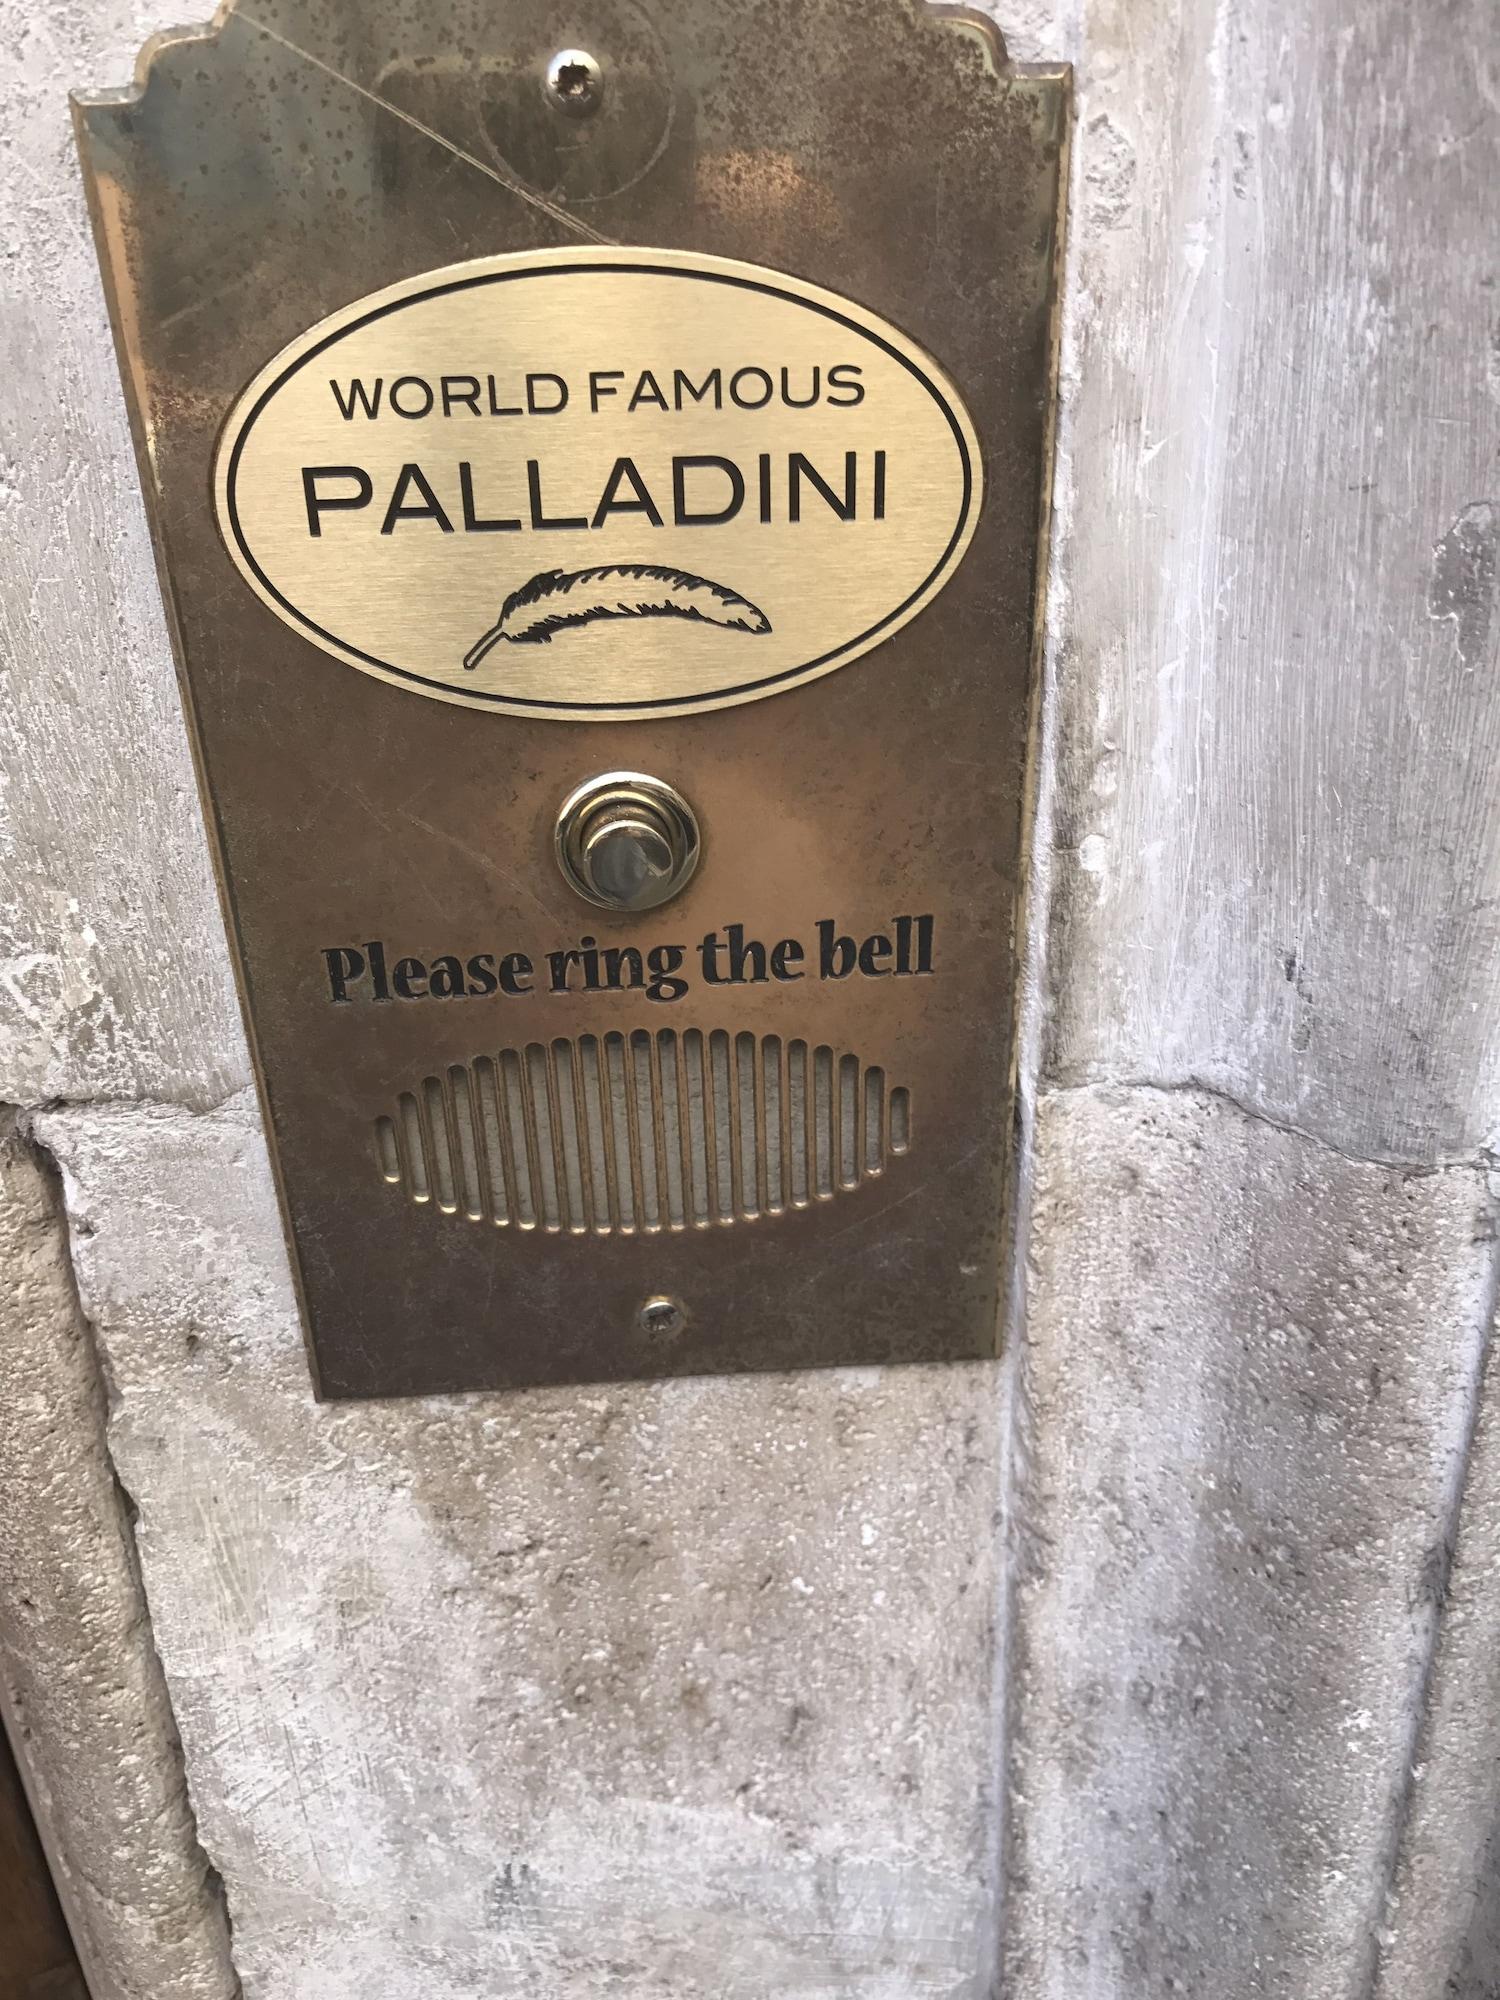 WORLD FAMOUS
PALLADINI
Please ring the bell